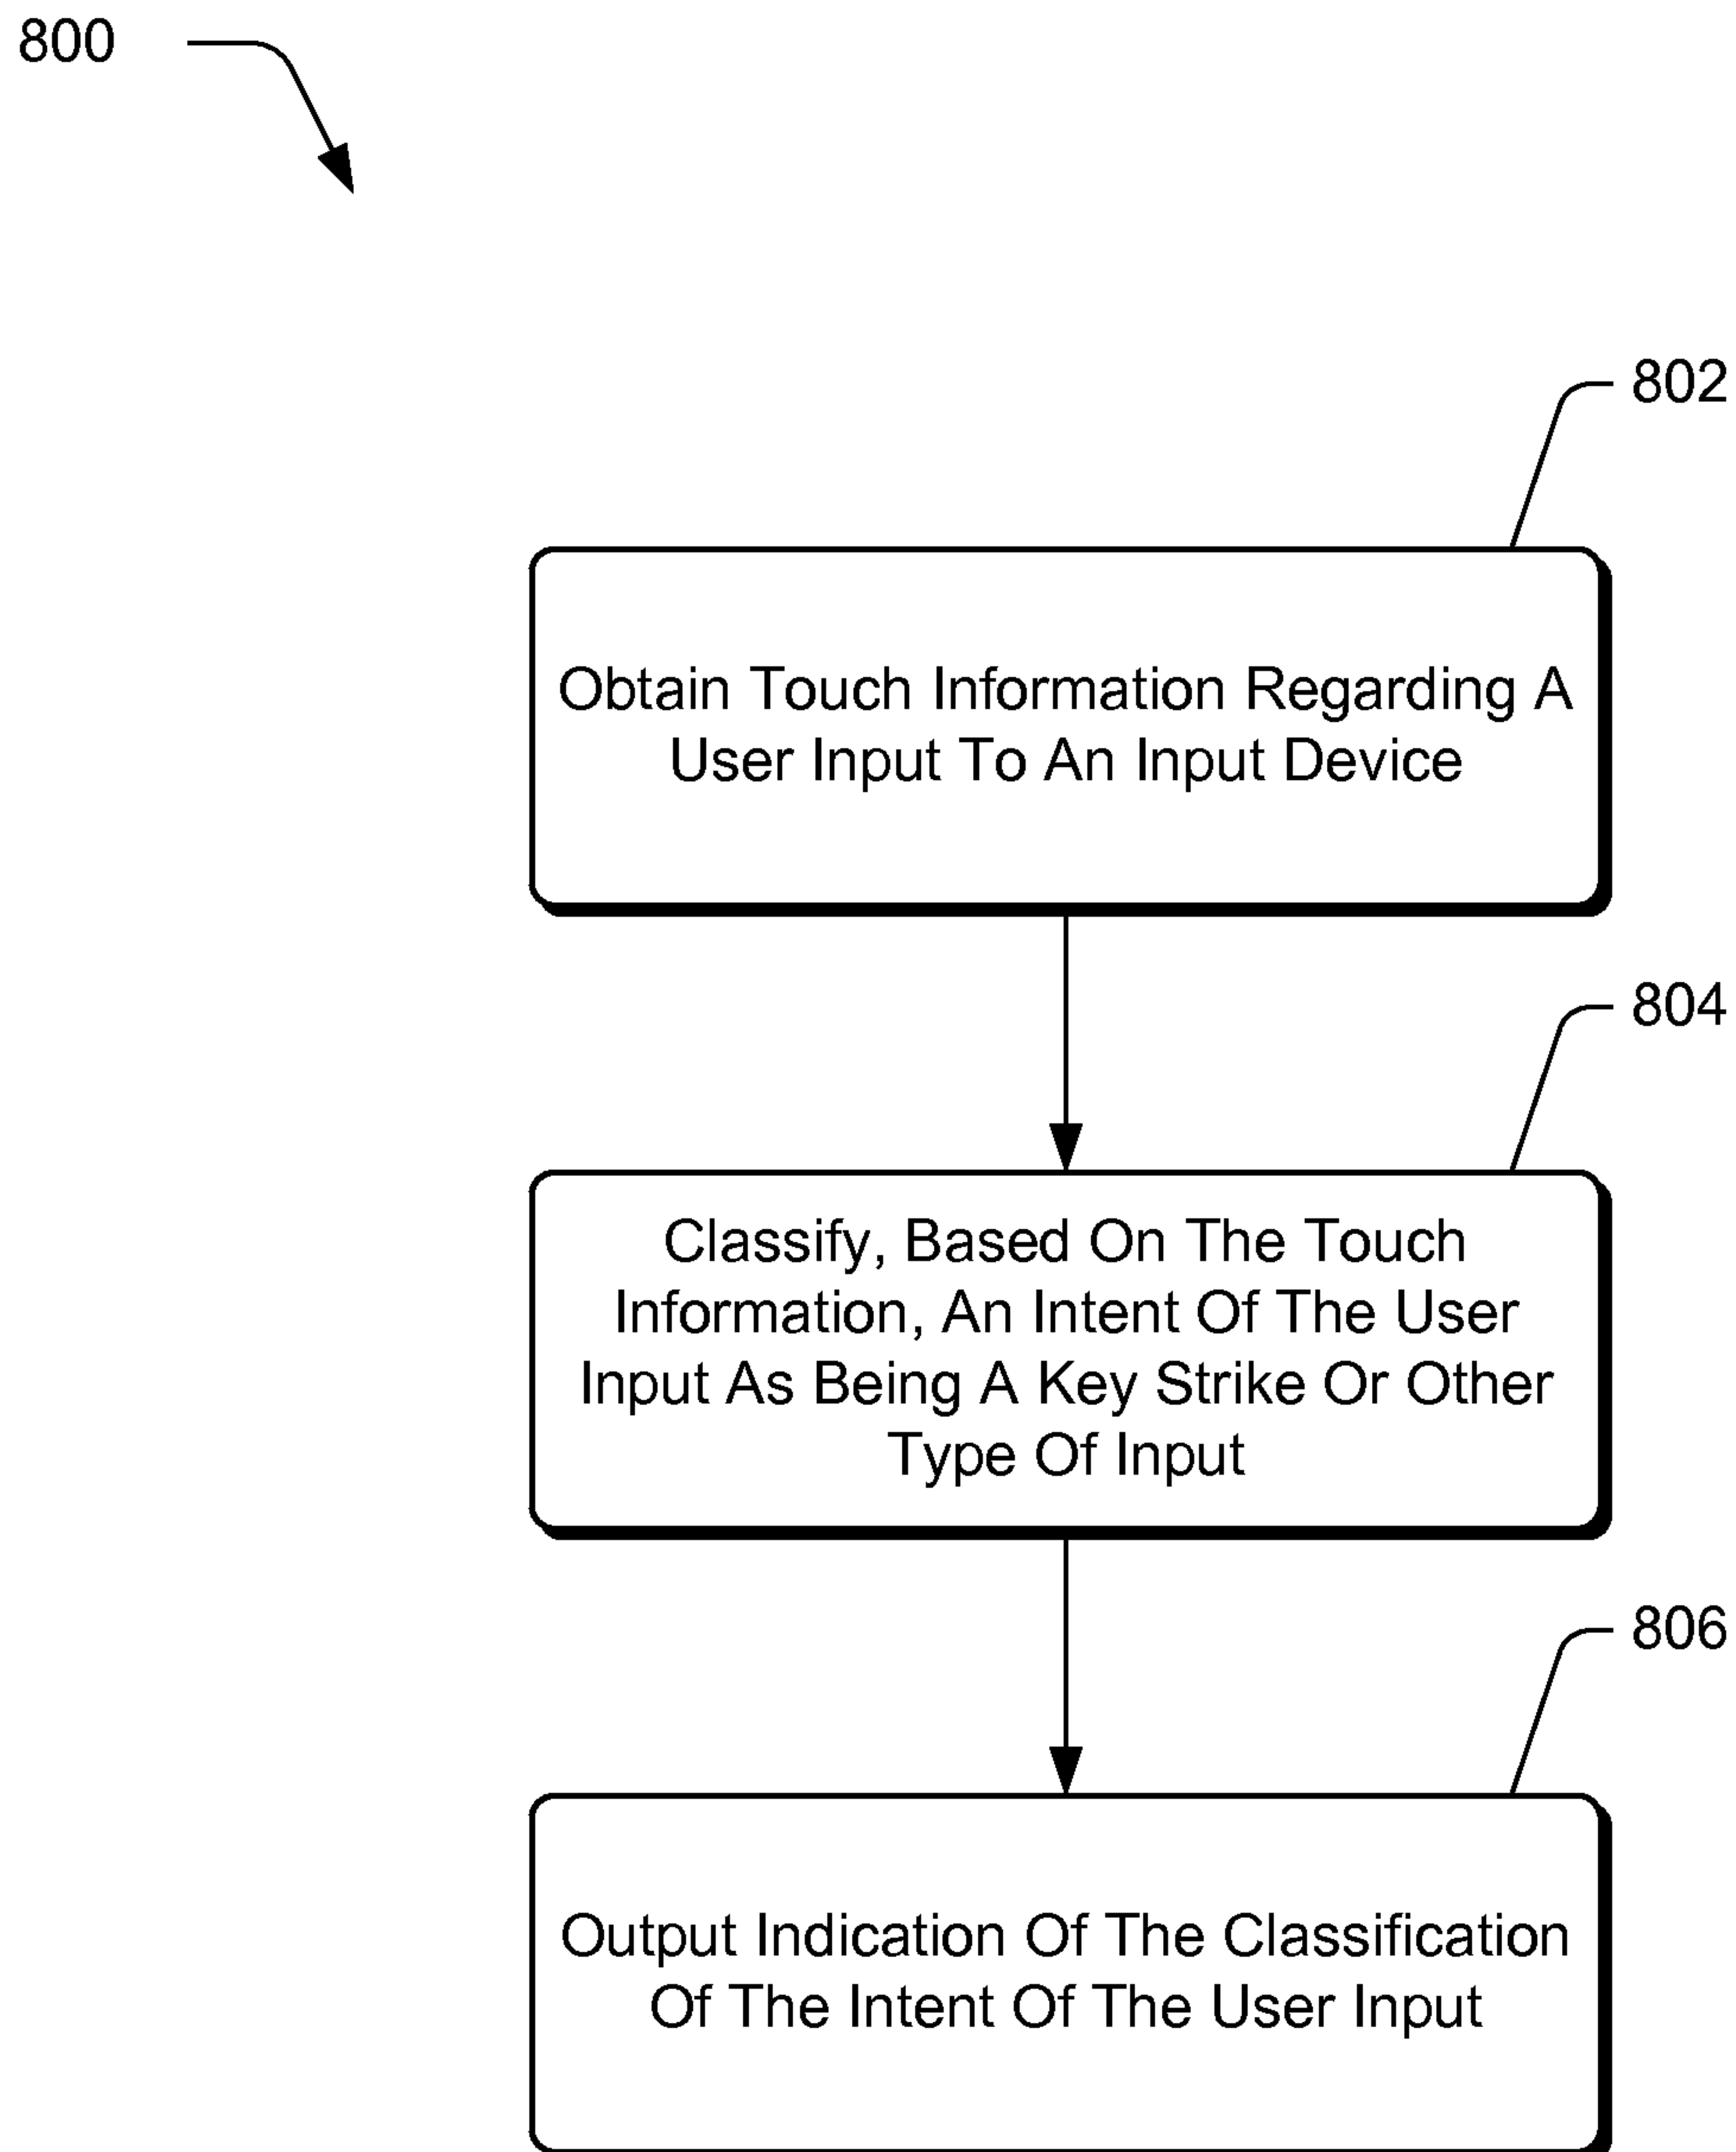 800
802
Obtain Touch Information Regarding A
User Input To An Input Device
804
Classify, Based On The Touch
Information, An Intent Of The User
Input As Being A Key Strike Or Other
Type Of Input
806
Output Indication Of The Classification
Of The Intent Of The User Input